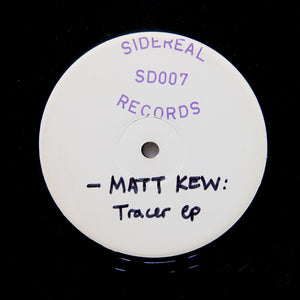 SIDEREAL
SD007
RECORDS
- MATT KEW:
Tracer ep